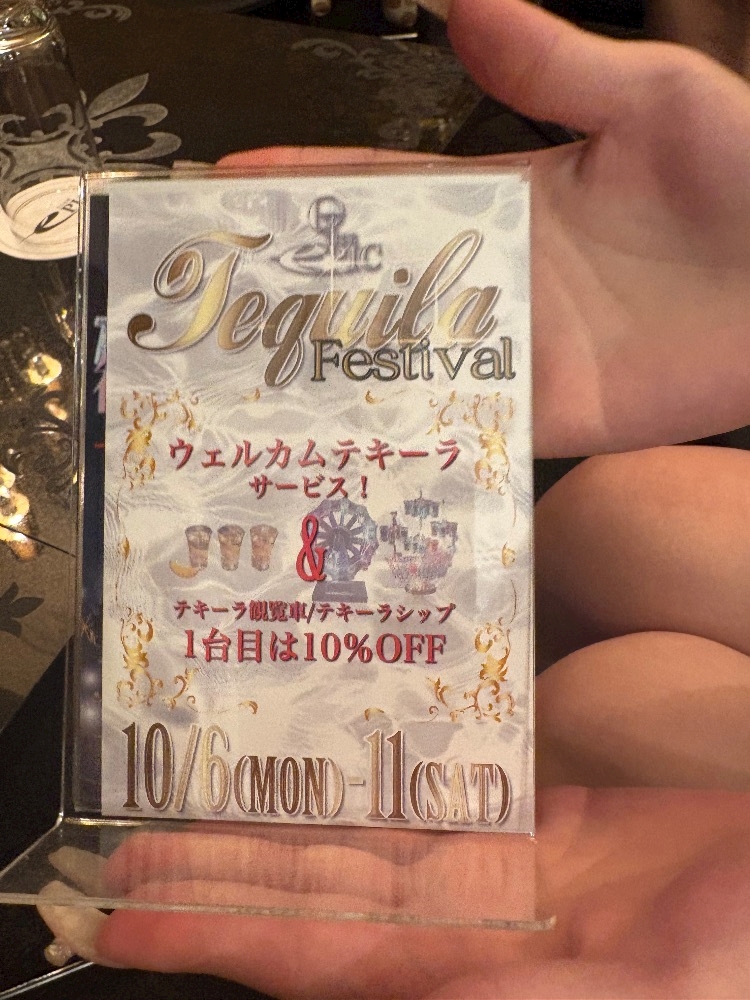 Tequila
Festival
ウェルカムテキーラ
サービス！
&
テキーラ観覧車/テキーラシップ
1台目は10%OFF
10/6(MON)-11(SAT)